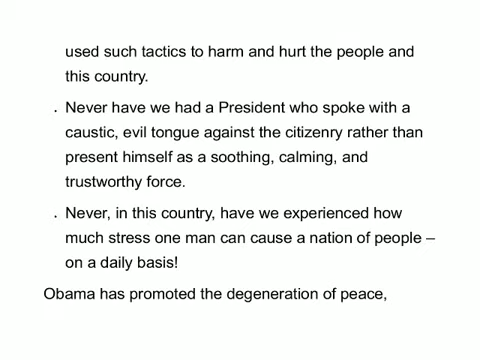 used such tactics to harm and hurt the people and
this country.
. Never have we had a President who spoke with a
caustic, evil tongue against the citizenry rather than
present himself as a soothing, calming, and
trustworthy force.
. Never, in this country, have we experienced how
much stress one man can cause a nation of people –
on a daily basis!
Obama has promoted the degeneration of peace,